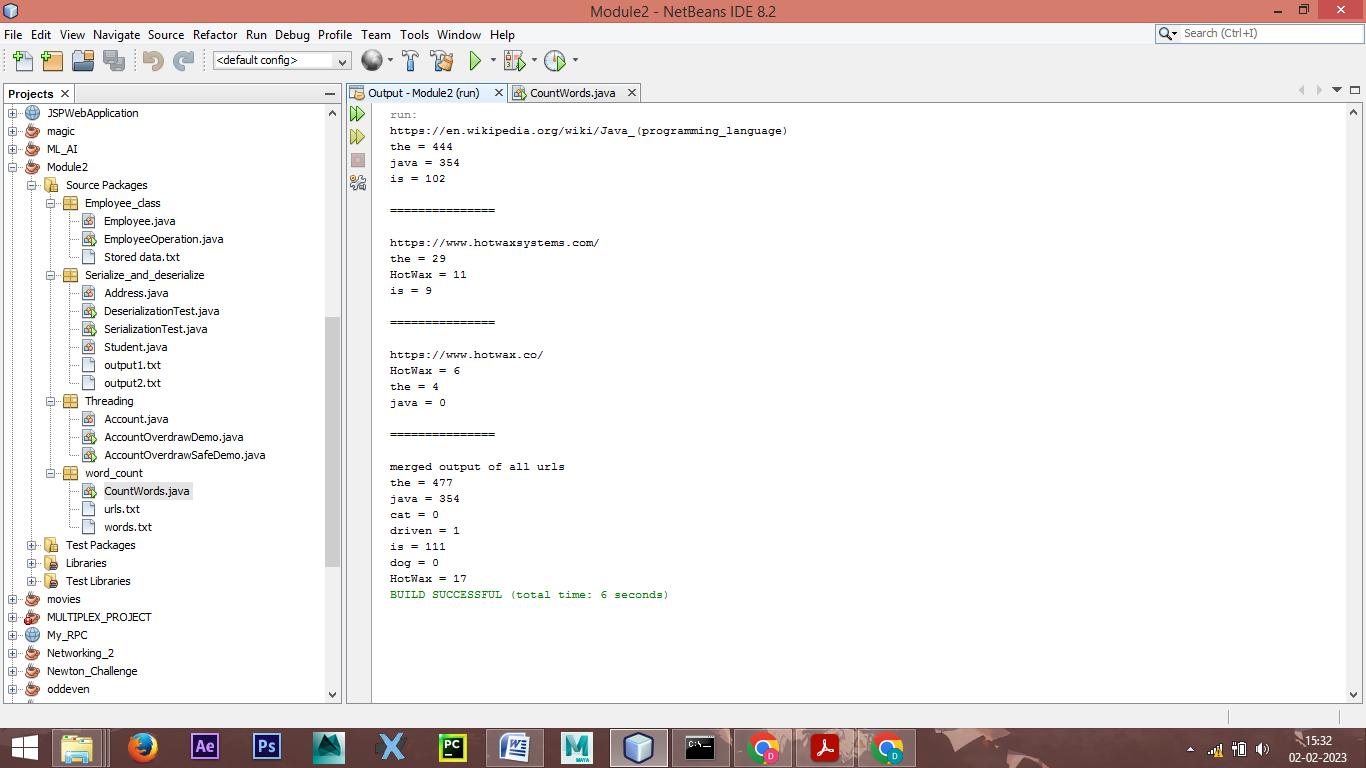 Module2 - NetBeans IDE 8.2
File Edit View Navigate Source Refactor Run Debug Profile Team Tools Window Help
Search (Ctrl+I)
<default config>
Projects
JSPWebApplication
magic
ML_AI
Module2
Source Packages
Employee_class
Employee.java
EmployeeOperation.java
Stored data.txt
Serialize_and_deserialize
Address.java
DeserializationTest.java
SerializationTest.java
Student.java
output1.txt
output2.txt
Threading
Account.java
AccountOverdrawDemo.java
AccountOverdrawSafeDemo.java
word_count
CountWords.java
urls.txt
words.txt
Test Packages
Libraries
Test Libraries
movies
MULTIPLEX_PROJECT
My_RPC
Networking_2
Newton_Challenge
oddeven
Output - Module2 (run)
CountWords.java
run:
https://en.wikipedia.org/wiki/Java_(programming_language)
the = 444
java = 354
is = 102
===============
https://www.hotwaxsystems.com/
the = 29
HotWax = 11
is = 9
===============
https://www.hotwax.co/
HotWax = 6
the = 4
java = 0
===============
merged output of all urls
the = 477
java = 354
cat = 0
driven = 1
is = 111
dog = 0
HotWax = 17
BUILD SUCCESSFUL (total time: 6 seconds)
Ae
Ps
PC
W
M
MAYA
C:\
D
D
15:32
02-02-2023